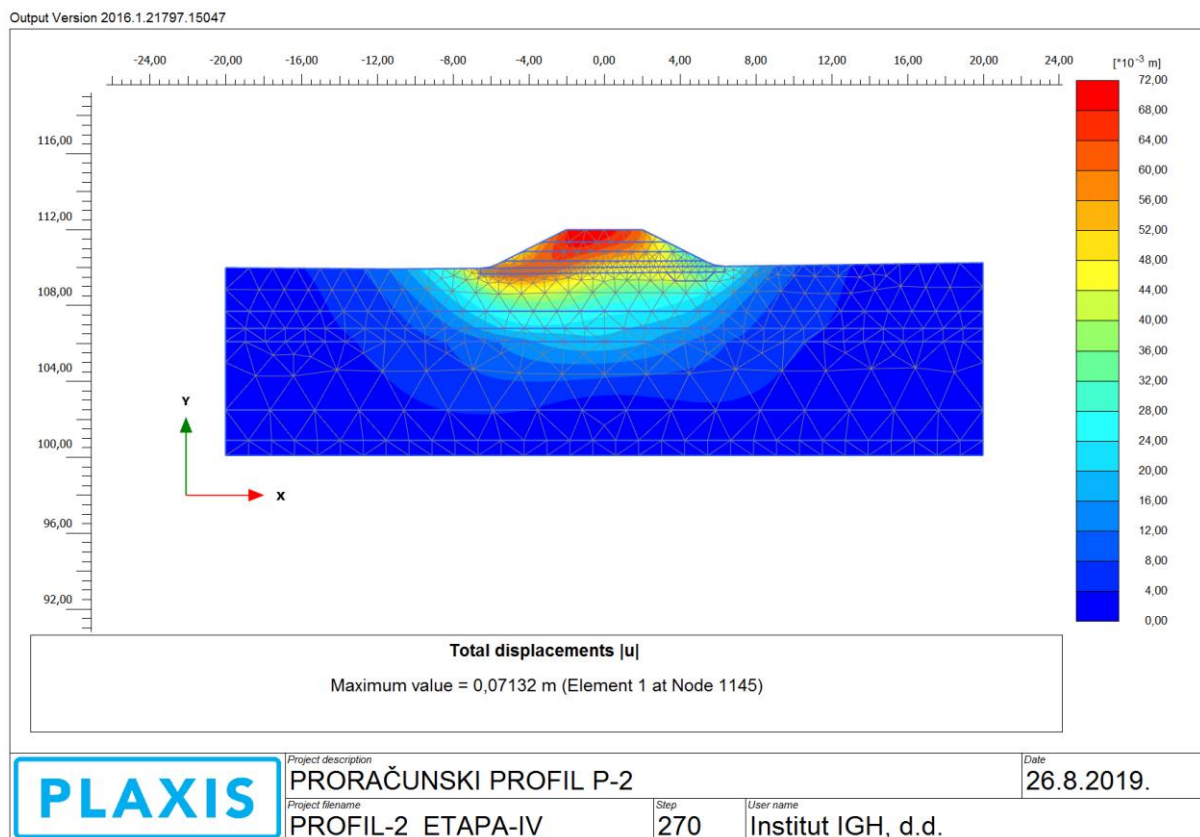 Output Version 2016.1.21797.15047
-24,00 -20,00 -16,00 -12,00 -8,00 -4,00 0,00 4,00 8,00 12,00 16,00 20,00 24,00
[*10⁻³ m]
116,00
112,00
108,00
104,00
100,00
96,00
92,00
Y
X
72,00
68,00
64,00
60,00
56,00
52,00
48,00
44,00
40,00
36,00
32,00
28,00
24,00
20,00
16,00
12,00
8,00
4,00
0,00
Total displacements |u|
Maximum value = 0,07132 m (Element 1 at Node 1145)
PLAXIS
Project description
PRORAČUNSKI PROFIL P-2
Date
26.8.2019.
Project filename
PROFIL-2 ETAPA-IV
Step
270
User name
Institut IGH, d.d.